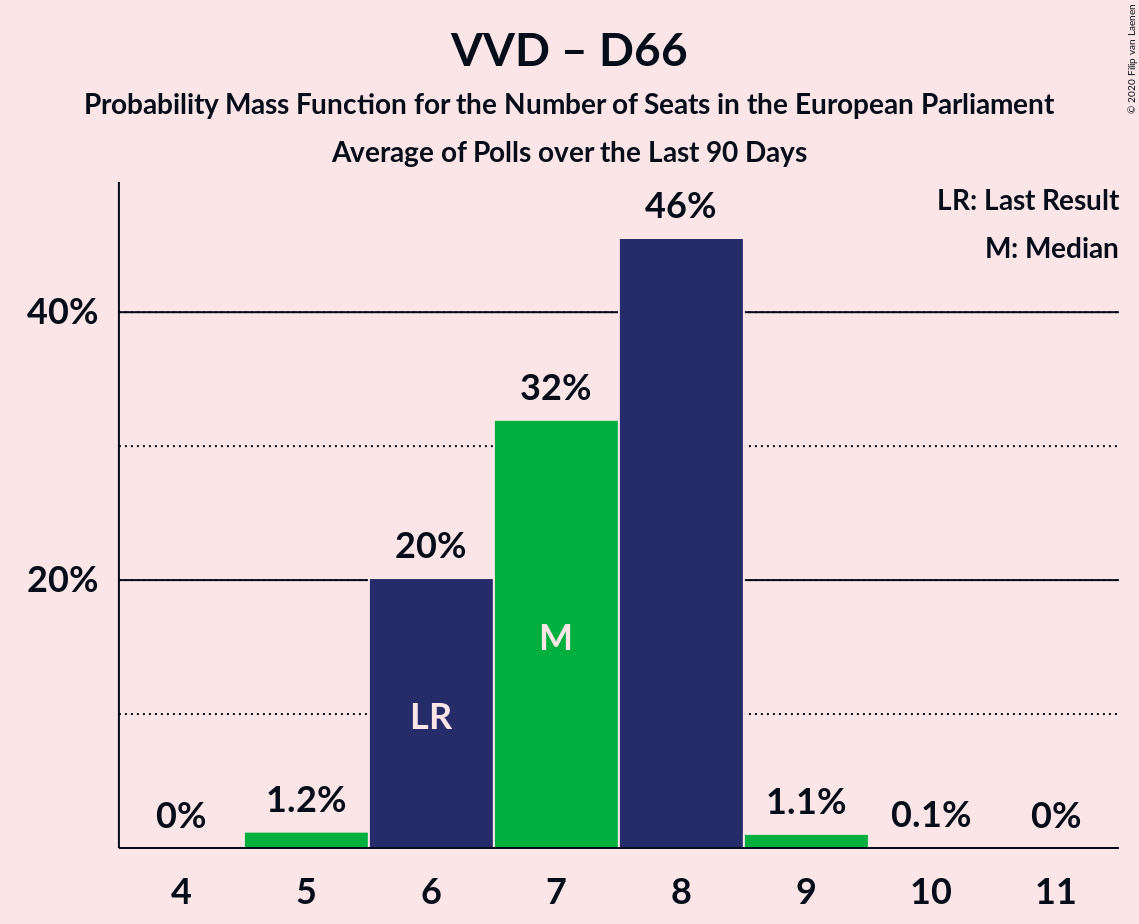 VVD – D66
Probability Mass Function for the Number of Seats in the European Parliament
Average of Polls over the Last 90 Days
© 2020 Filip van Laenen
LR: Last Result
M: Median
46%
40%
32%
20%
20%
M
LR
0%
1.2%
1.1%
0.1%
0%
4 5 6 7 8 9 10 11